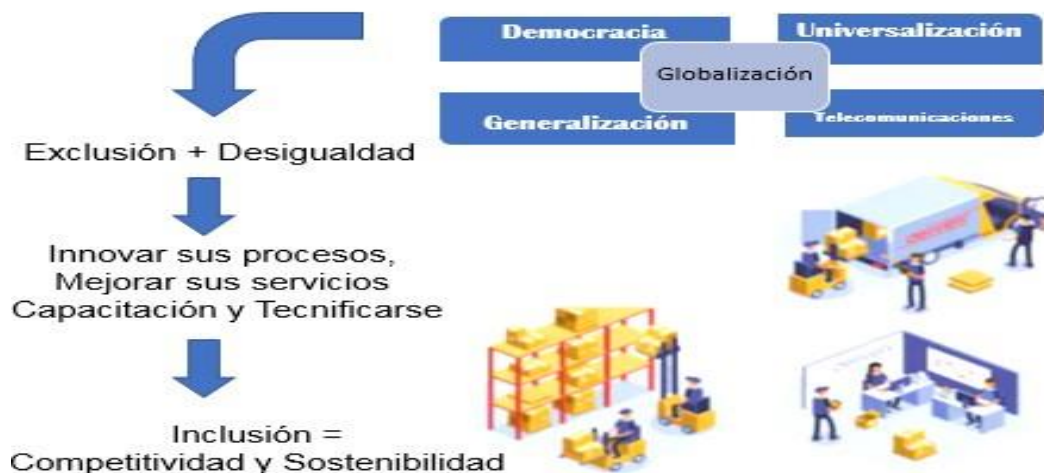 Democracia
Universalización
Globalización
Generalización
Telecomunicaciones
Exclusión + Desigualdad
Innovar sus procesos,
Mejorar sus servicios
Capacitación y Tecnificarse
Inclusión =
Competitividad y Sostenibilidad